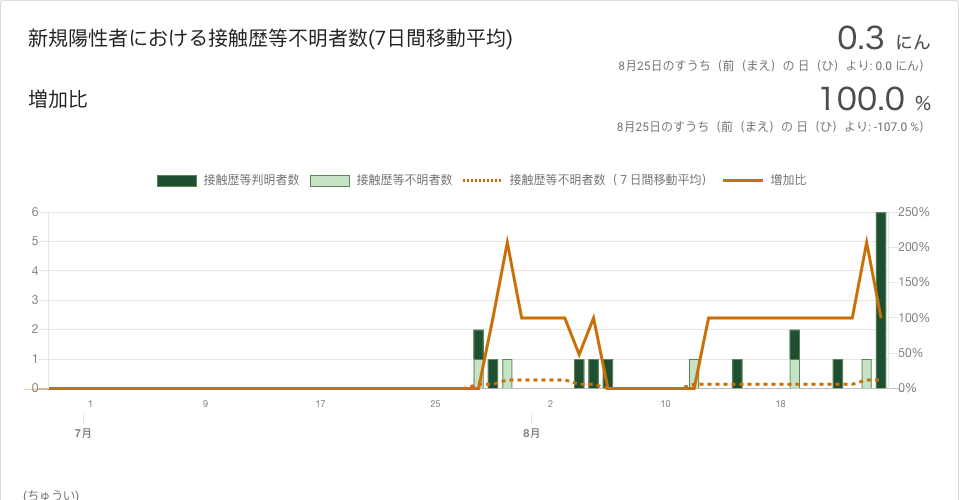 新規陽性者における接触歴等不明者数(7日間移動平均)
0.3 にん
8月25日のすうち（前（まえ）の 日（ひ）より: 0.0 にん）
増加比
100.0 %
8月25日のすうち（前（まえ）の 日（ひ）より: -107.0 %）
接触歴等判明者数 接触歴等不明者数 接触歴等不明者数（７日間移動平均） 増加比
6 250%
5 200%
4 150%
3 100%
2 50%
1 0%
0
1 9 17 25 2 10 18
7月 8月
(ちゅうい)